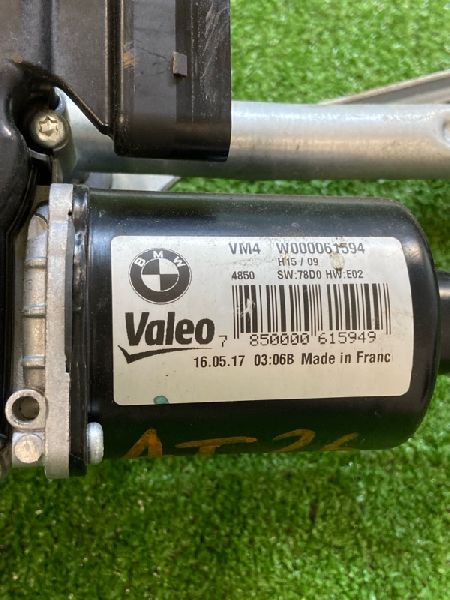 BMW
VM4 W000061594
H15 / 09
4850 SW:78D0 HW:E02
Valeo
7 850000 615949
16.05.17 03:06B Made in Franc